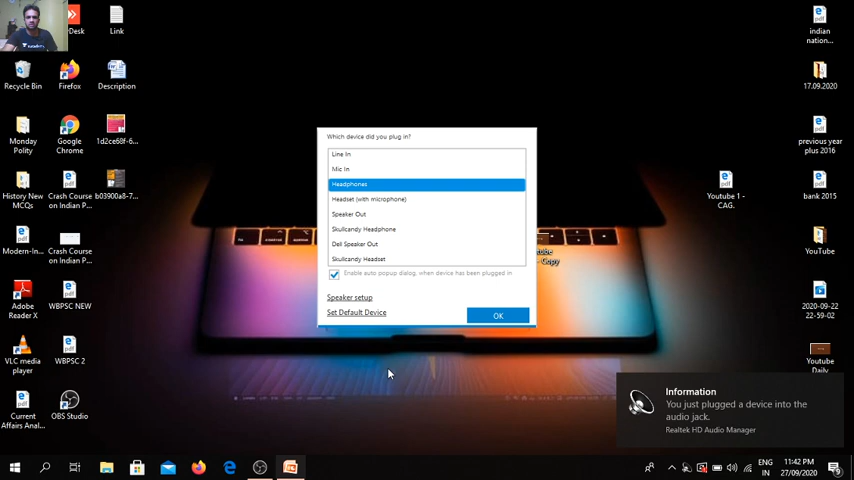 Desk
Link
indian
nation...
Recycle Bin
Firefox
Description
17.09.2020
Which device did you plug in?
Line In
Mic In
Headphones
Headset (with microphone)
Speaker Out
Skullcandy Headphone
Dell Speaker Out
Skullcandy Headset
Enable auto popup dialog, when device has been plugged in
Speaker setup
Set Default Device
OK
Monday
Polity
Google
Chrome
1d2ce68f-6...
previous
year plus
2016
History New
MCQs
Crash Course
on Indian P...
b03900a8-7...
Youtube 1 -
CAG.
bank 2015
Modern-In...
Crash Course
on Indian P...
- Copy
YouTube
Adobe
Reader X
WBPSC NEW
2020-09-22
22-59-02
VLC media
player
WBPSC 2
Youtube
Daily
Current
Affairs Anal...
OBS Studio
Information
You just plugged a device into the
audio jack.
Realtek HD Audio Manager
ENG
IN
11:42 PM
27/09/2020